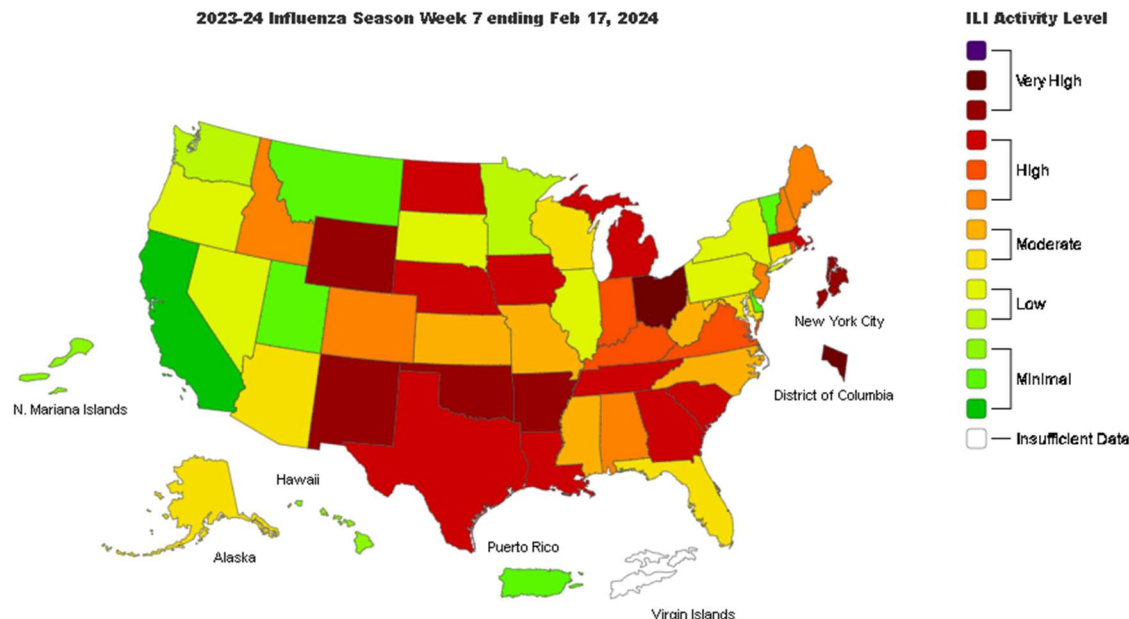 2023-24 Influenza Season Week 7 ending Feb 17, 2024
ILI Activity Level
Very High
High
Moderate
Low
Minimal
Insufficient Data
New York City
District of Columbia
N. Mariana Islands
Hawaii
Alaska
Puerto Rico
Virgin Islands